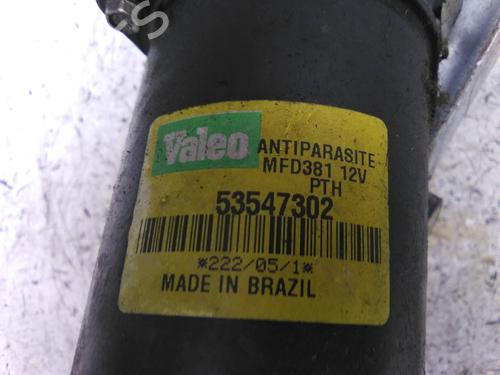 Valeo
ANTIPARASITE
MFD381 12V
PTH
53547302
*222/05/1*
MADE IN BRAZIL